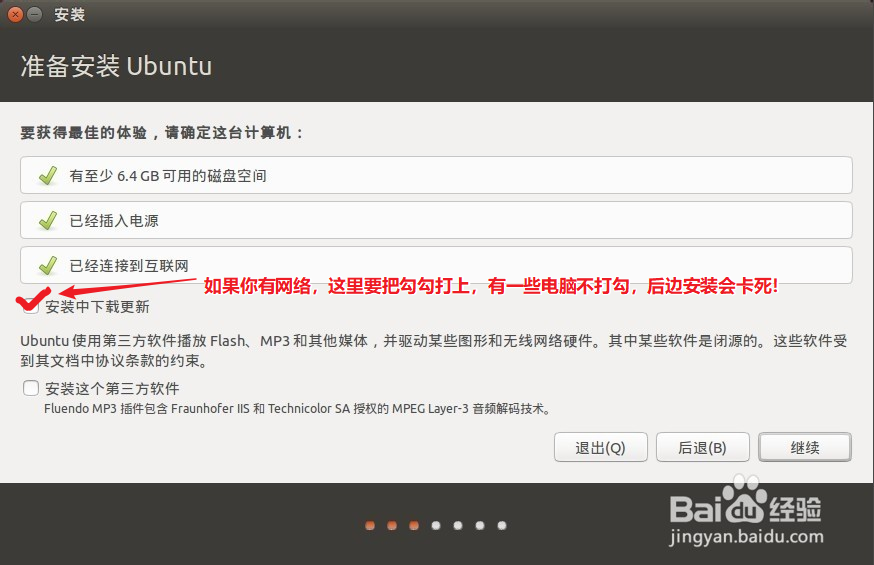 安装
准备安装 Ubuntu
要获得最佳的体验，请确定这台计算机：
有至少 6.4 GB 可用的磁盘空间
已经插入电源
已经连接到互联网
如果你有网络，这里要把勾勾打上，有一些电脑不打勾，后边安装会卡死!
安装中下载更新
Ubuntu 使用第三方软件播放 Flash、MP3 和其他媒体，并驱动某些图形和无线网络硬件。其中某些软件是闭源的。这些软件受
到其文档中协议条款的约束。
安装这个第三方软件
Fluendo MP3 插件包含 Fraunhofer IIS 和 Technicolor SA 授权的 MPEG Layer-3 音频解码技术。
退出(Q) 后退(B) 继续
Baidu 经验
jingyan.baidu.com